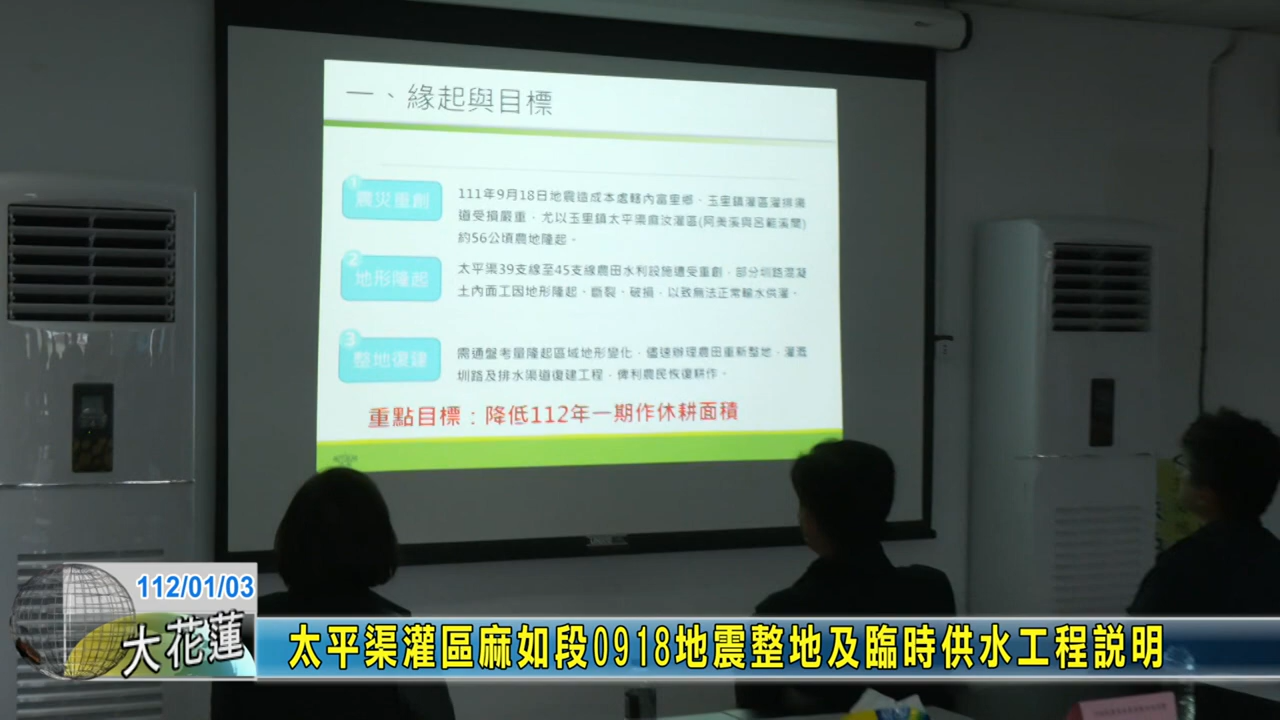 一、緣起與目標
1
震災重創
111年9月18日地震造成本處轄內富里鄉、玉里鎮灌區灌排渠
道受損嚴重、尤以玉里鎮太平渠麻汝灌區(阿美溪與呂範溪間)
約56公頃農地隆起。
2
地形隆起
太平渠39支線至45支線農田水利設施遭受重創，部分圳路混凝
土內面工因地形隆起、斷裂、破損，以致無法正常輸水供灌。
3
整地復建
需通盤考量隆起區域地形變化，儘速辦理農田重新整地，灌溉
圳路及排水渠道復建工程，俾利農民恢復耕作。
重點目標：降低112年一期作休耕面積
112/01/03
大花蓮
太平渠灌區麻如段0918地震整地及臨時供水工程說明